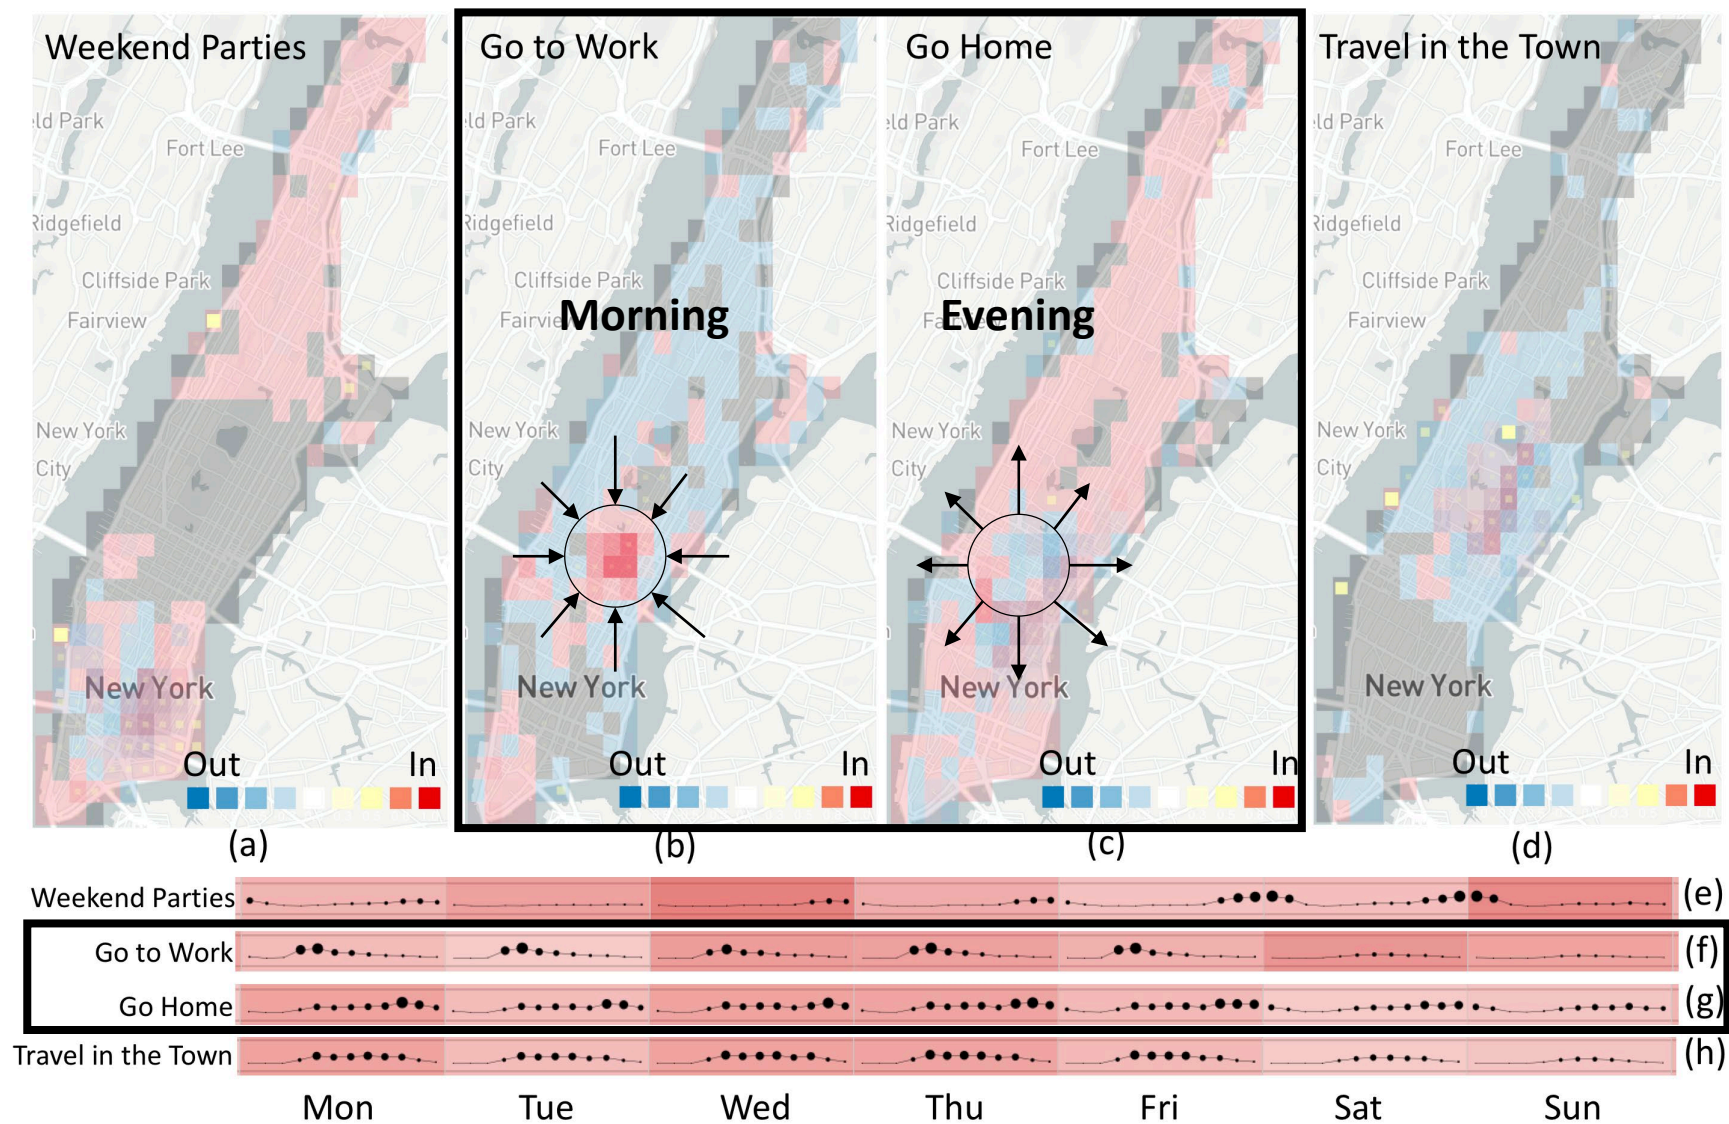 Weekend Parties
Go to Work
Go Home
Travel in the Town
ld Park
Fort Lee
Ridgefield
Cliffside Park
Fairview
New York
City
New York
Out In
(a)
ld Park
Fort Lee
Ridgefield
Cliffside Park
Morning
New York
City
New York
Out In
(b)
ld Park
Fort Lee
Ridgefield
Cliffside Park
Evening
New York
City
New York
Out In
(c)
ld Park
Fort Lee
Ridgefield
Cliffside Park
Fairview
New York
City
New York
Out In
(d)
Weekend Parties (e)
Go to Work (f)
Go Home (g)
Travel in the Town (h)
Mon Tue Wed Thu Fri Sat Sun